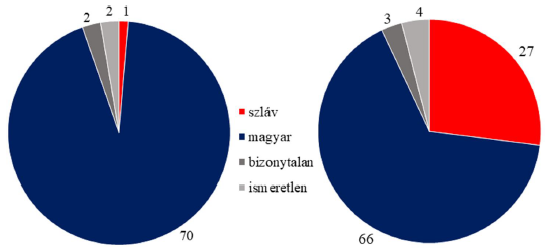 2 2 1
70
szláv
magyar
bizonytalan
ismeretlen
3 4
27
66